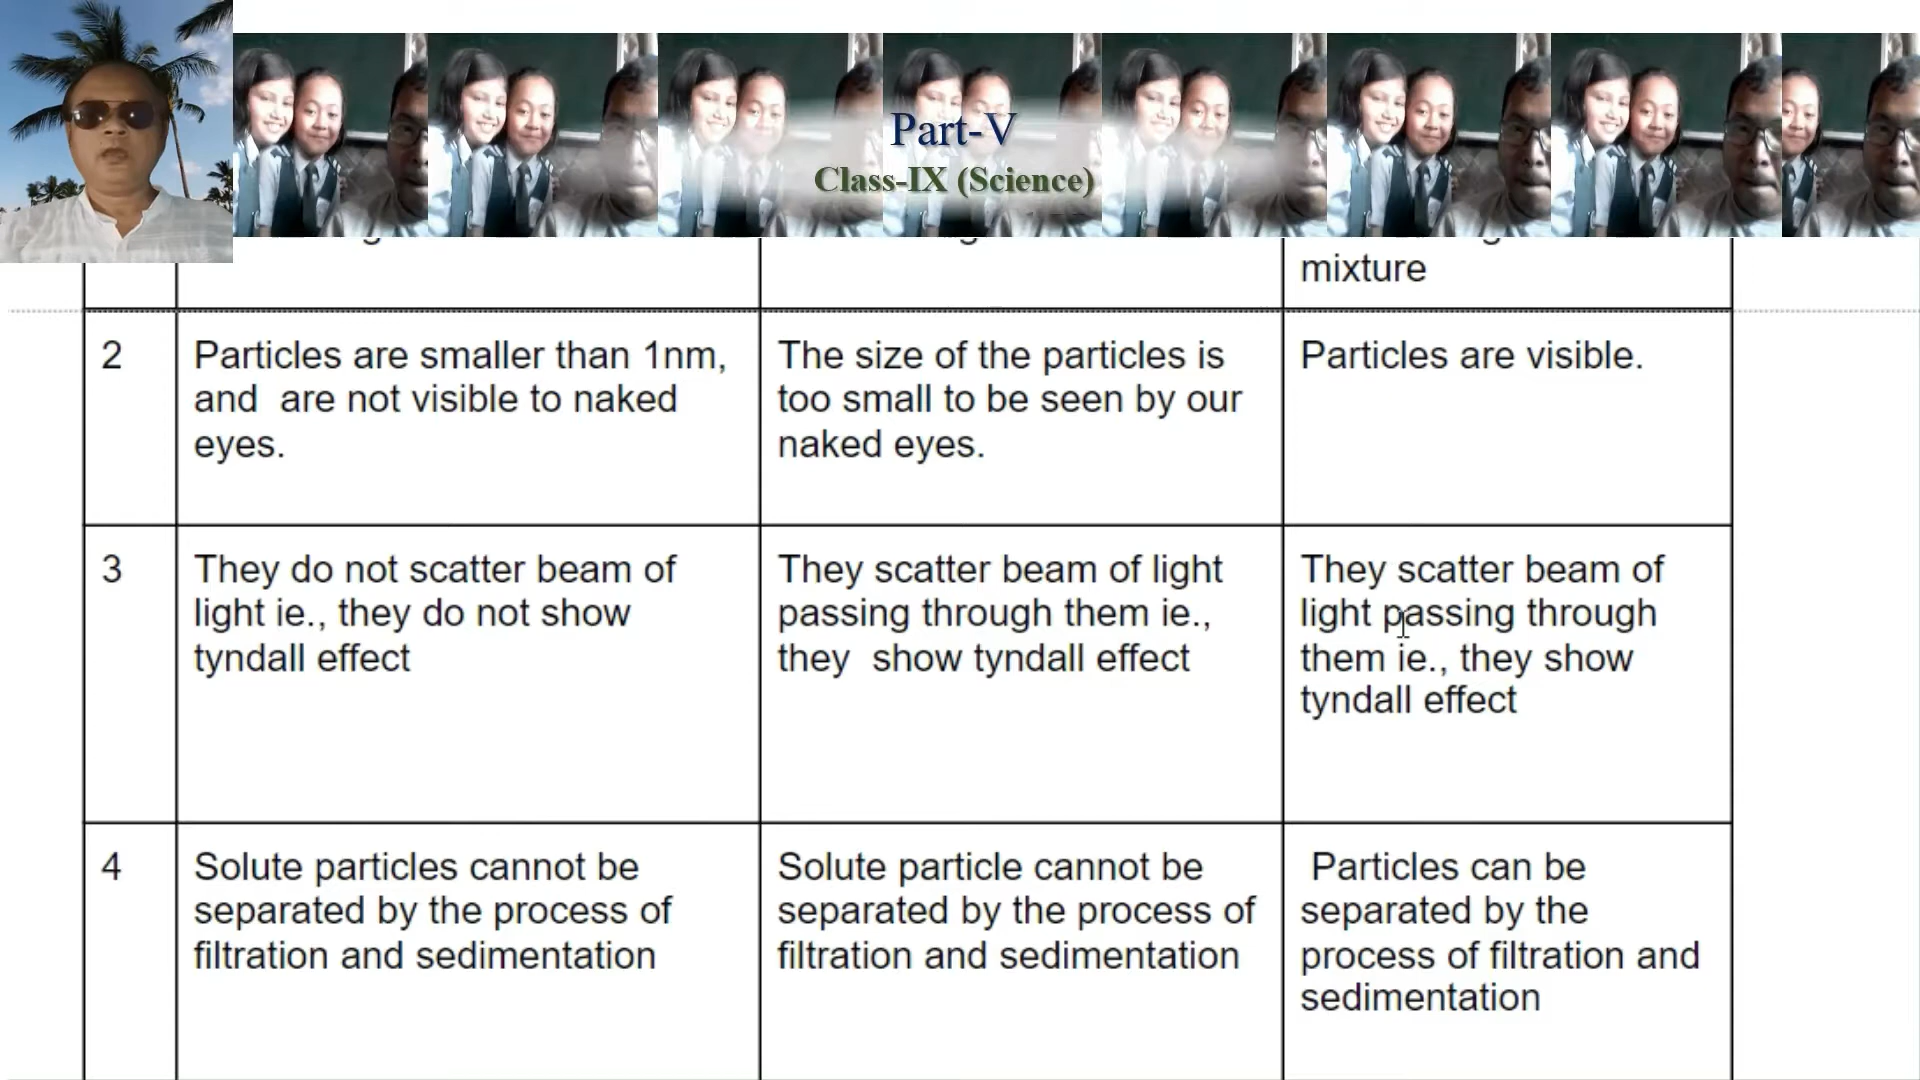 Part-V
Class-IX (Science)
mixture
2
Particles are smaller than 1nm,
and are not visible to naked
eyes.
The size of the particles is
too small to be seen by our
naked eyes.
Particles are visible.
3
They do not scatter beam of
light ie., they do not show
tyndall effect
They scatter beam of light
passing through them ie.,
they show tyndall effect
They scatter beam of
light passing through
them ie., they show
tyndall effect
4
Solute particles cannot be
separated by the process of
filtration and sedimentation
Solute particle cannot be
separated by the process of
filtration and sedimentation
Particles can be
separated by the
process of filtration and
sedimentation